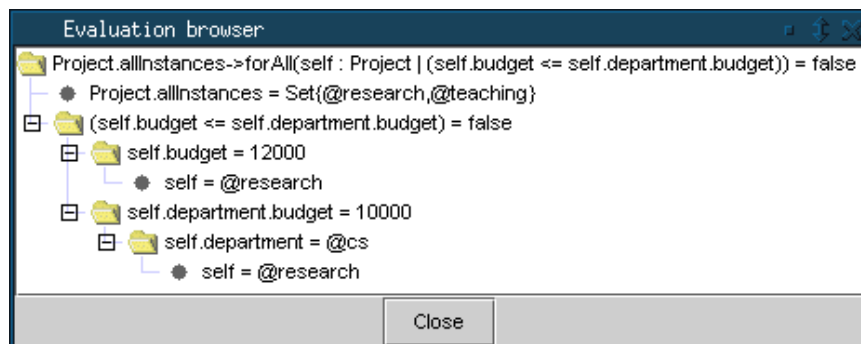 Evaluation browser
Project.allInstances->forAll(self : Project | (self.budget <= self.department.budget)) = false
Project.allInstances = Set{@research,@teaching}
(self.budget <= self.department.budget) = false
self.budget = 12000
self = @research
self.department.budget = 10000
self.department = @cs
self = @research
Close